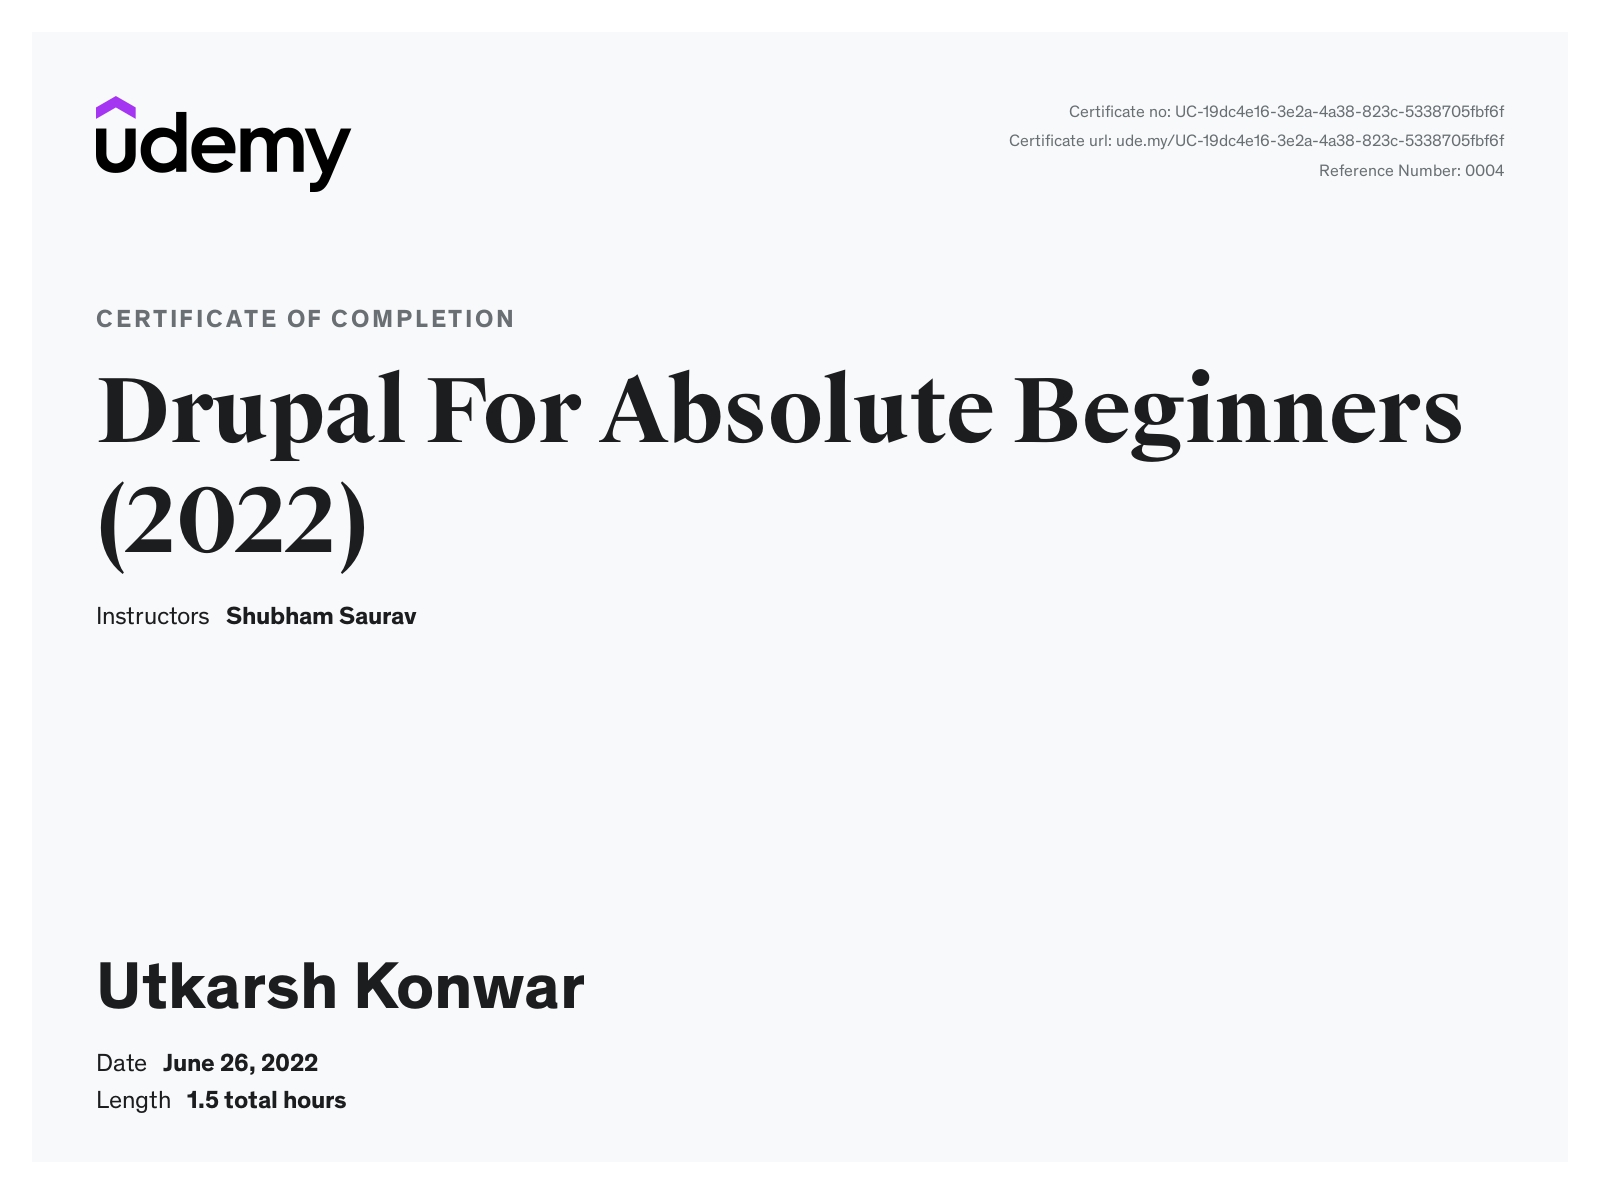 udemy
Certificate no: UC-19dc4e16-3e2a-4a38-823c-5338705fbf6f
Certificate url: ude.my/UC-19dc4e16-3e2a-4a38-823c-5338705fbf6f
Reference Number: 0004
CERTIFICATE OF COMPLETION
Drupal For Absolute Beginners
(2022)
Instructors Shubham Saurav
Utkarsh Konwar
Date June 26, 2022
Length 1.5 total hours